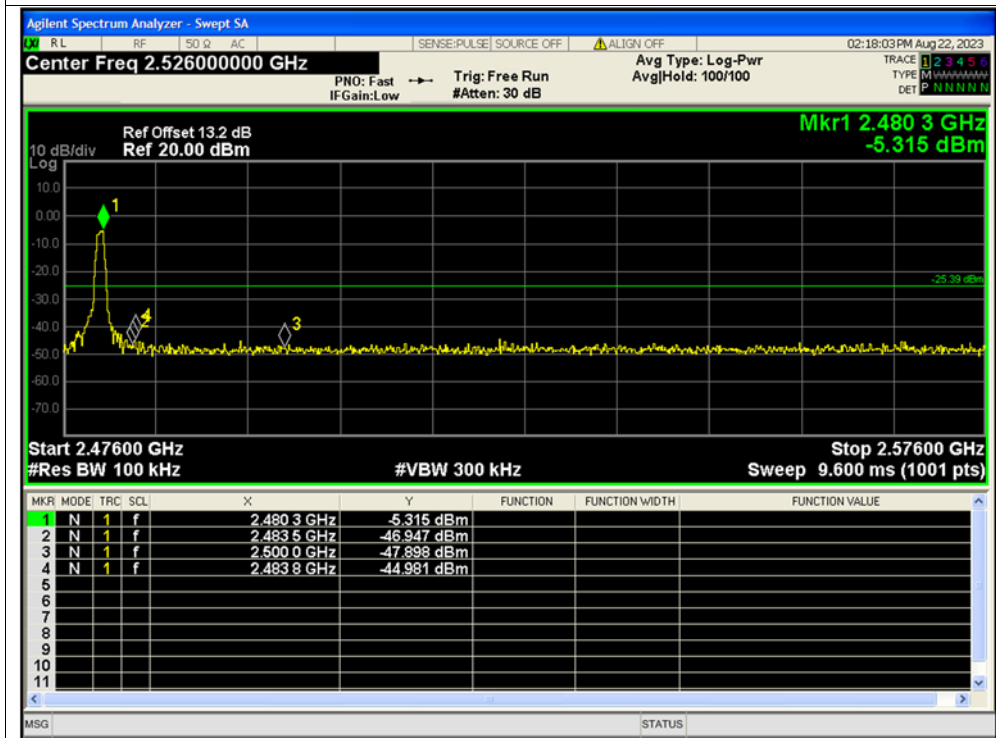 Agilent Spectrum Analyzer - Swept SA
LXI RL RF 50 Ω AC SENSE:PULSE SOURCE OFF ALIGN OFF 02:18:03 PM Aug 22, 2023
Center Freq 2.526000000 GHz
PNO: Fast
IFGain:Low
Trig: Free Run
#Atten: 30 dB
Avg Type: Log-Pwr
Avg|Hold: 100/100
TRACE 1 2 3 4 5 6
TYPE M
DET P N N N N N
Mkr1 2.480 3 GHz
-5.315 dBm
Ref Offset 13.2 dB
10 dB/div Ref 20.00 dBm
Log
10.0
0.00
-10.0
-20.0
-30.0
-40.0
-50.0
-60.0
-70.0
1
4
2
3
-25.39 dBm
Start 2.47600 GHz Stop 2.57600 GHz
#Res BW 100 kHz #VBW 300 kHz Sweep 9.600 ms (1001 pts)
MKR MODE TRC SCL X Y FUNCTION FUNCTION WIDTH FUNCTION VALUE
1 N 1 f 2.480 3 GHz -5.315 dBm
2 N 1 f 2.483 5 GHz -46.947 dBm
3 N 1 f 2.500 0 GHz -47.898 dBm
4 N 1 f 2.483 8 GHz -44.981 dBm
5
6
7
8
9
10
11
MSG STATUS